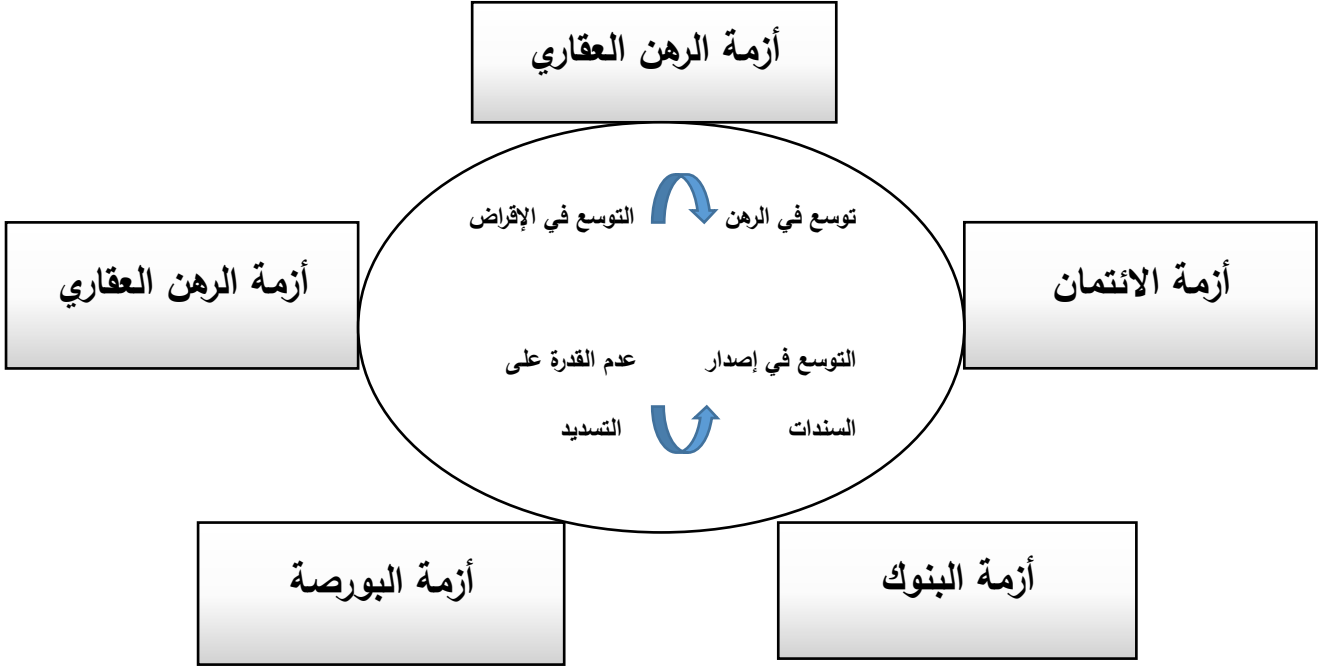 أزمة الرهن العقاري
توسع في الرهن
التوسع في الإقراض
أزمة الائتمان
أزمة الرهن العقاري
التوسع في إصدار
السندات
عدم القدرة على
التسديد
أزمة البنوك
أزمة البورصة